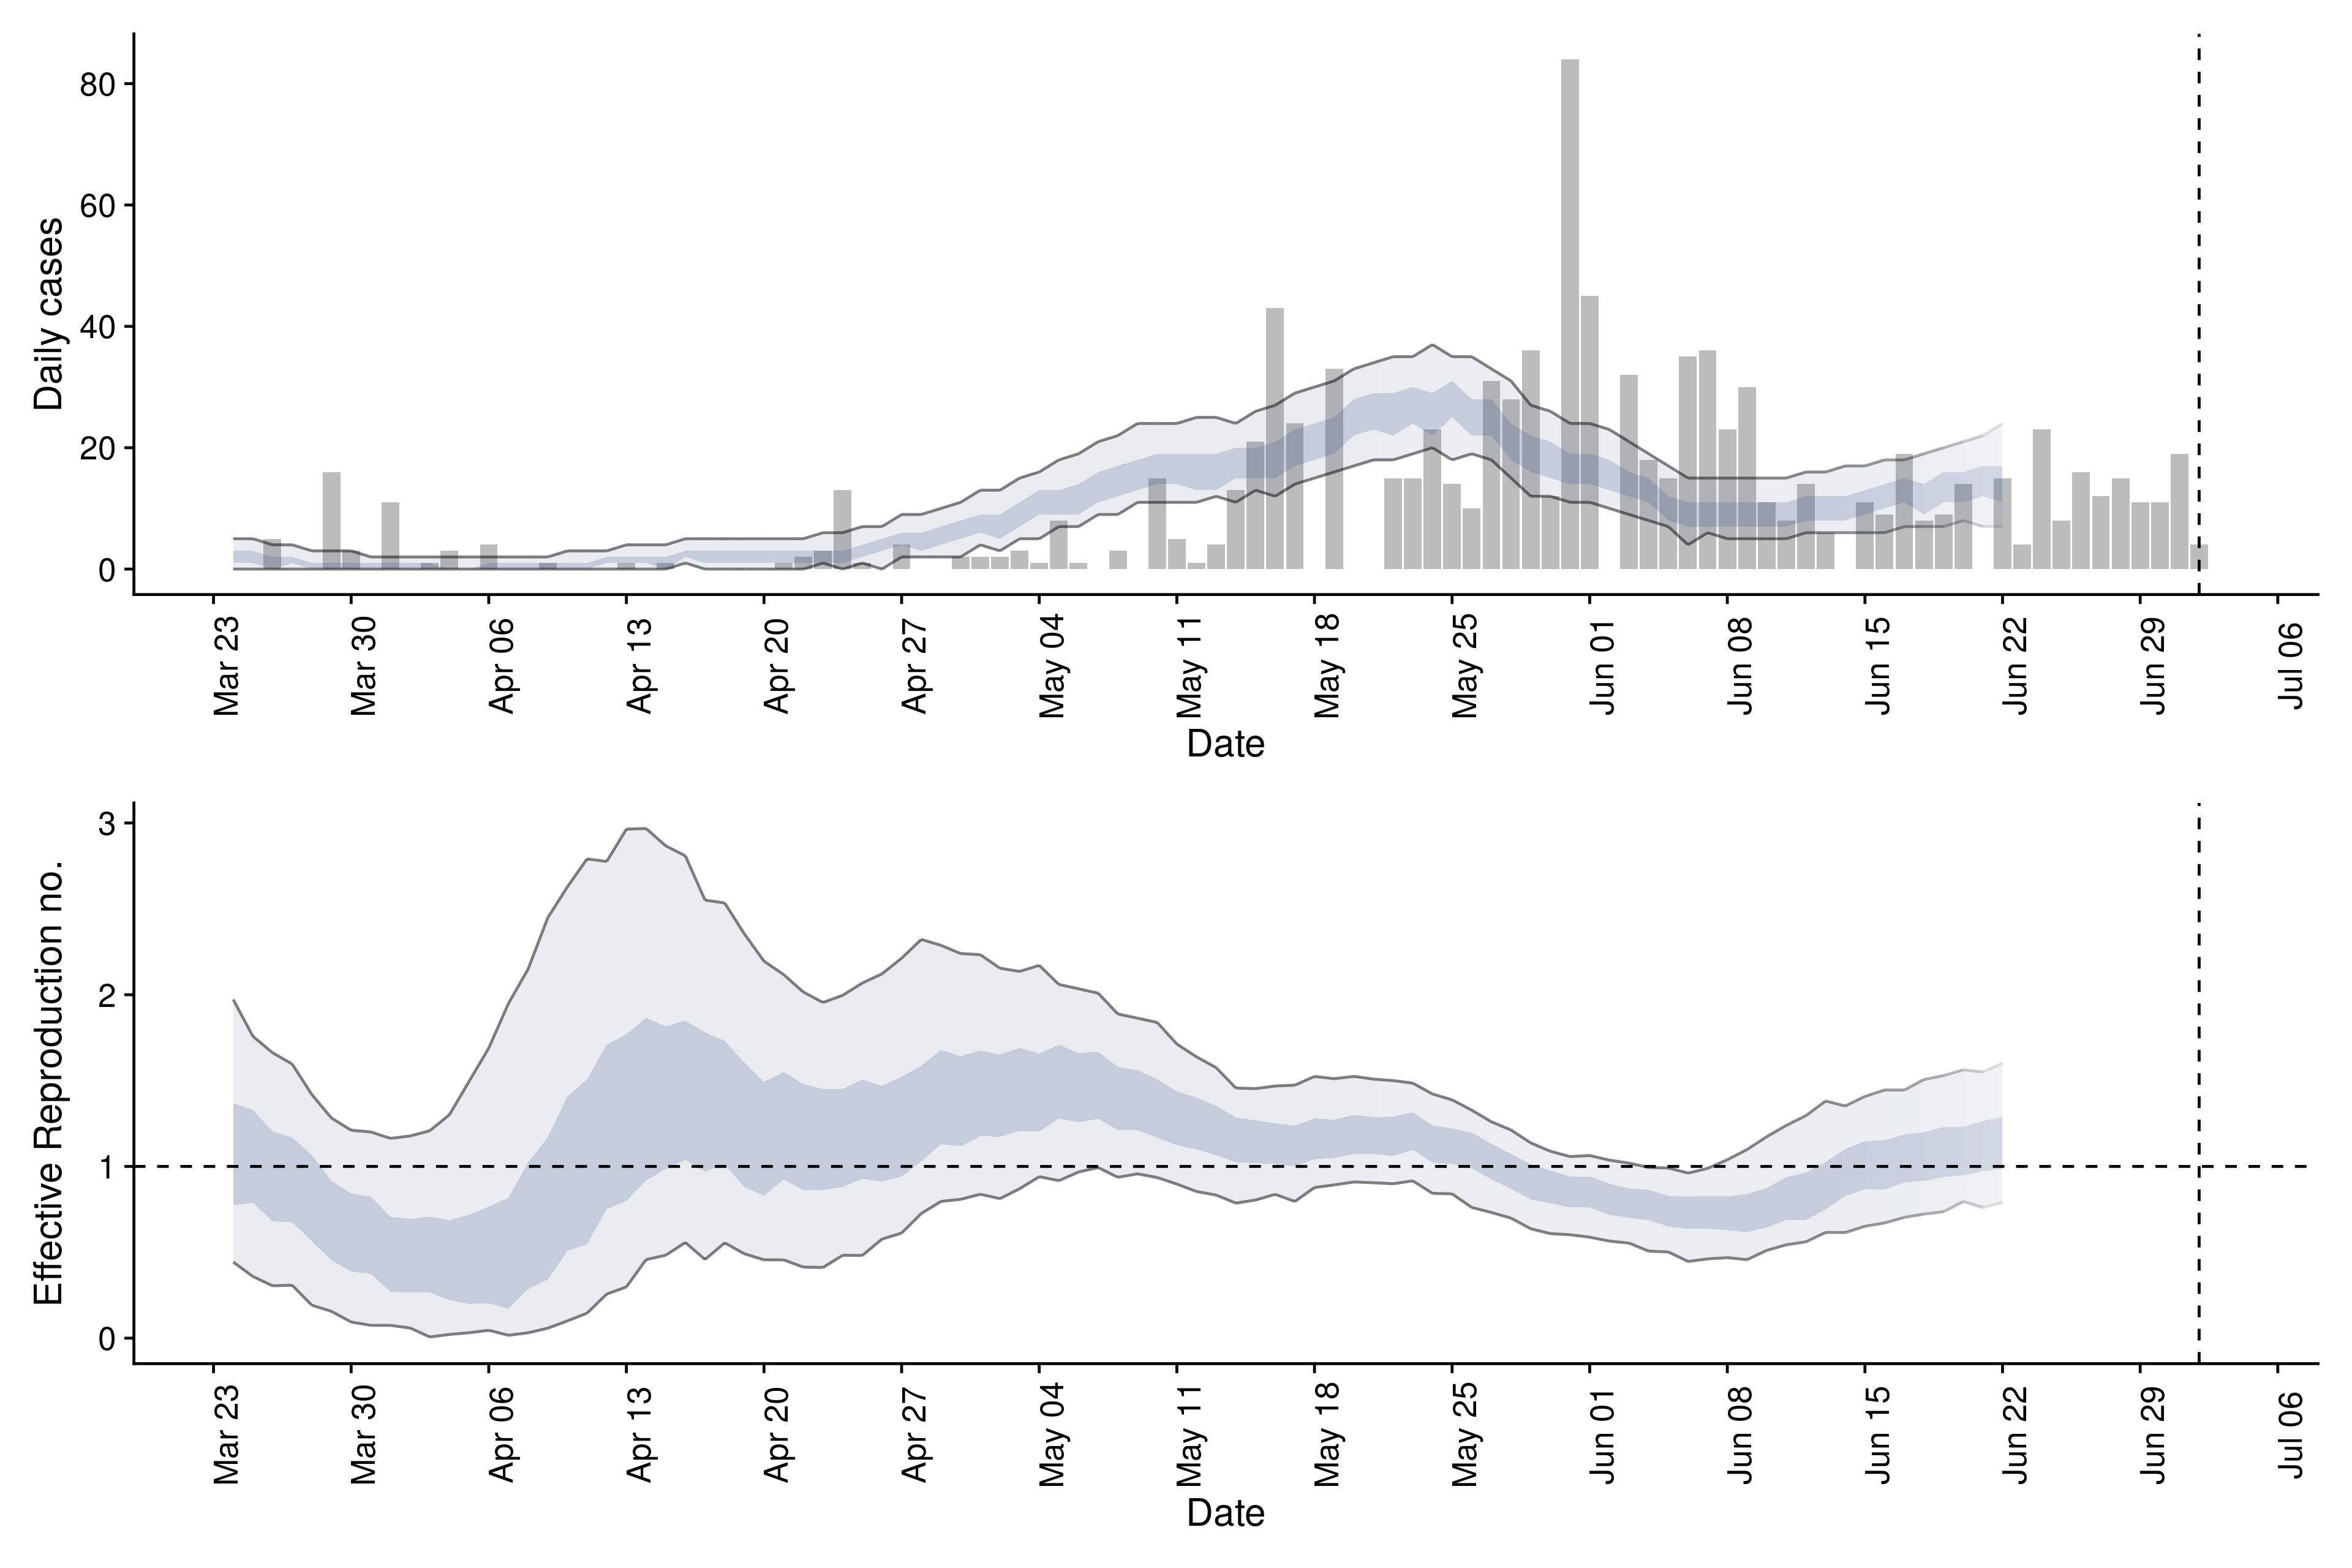 Daily cases
80
60
40
20
0
Mar 23
Mar 30
Apr 06
Apr 13
Apr 20
Apr 27
May 04
May 11
May 18
May 25
Jun 01
Jun 08
Jun 15
Jun 22
Jun 29
Jul 06
Date
Effective Reproduction no.
3
2
1
0
Mar 23
Mar 30
Apr 06
Apr 13
Apr 20
Apr 27
May 04
May 11
May 18
May 25
Jun 01
Jun 08
Jun 15
Jun 22
Jun 29
Jul 06
Date